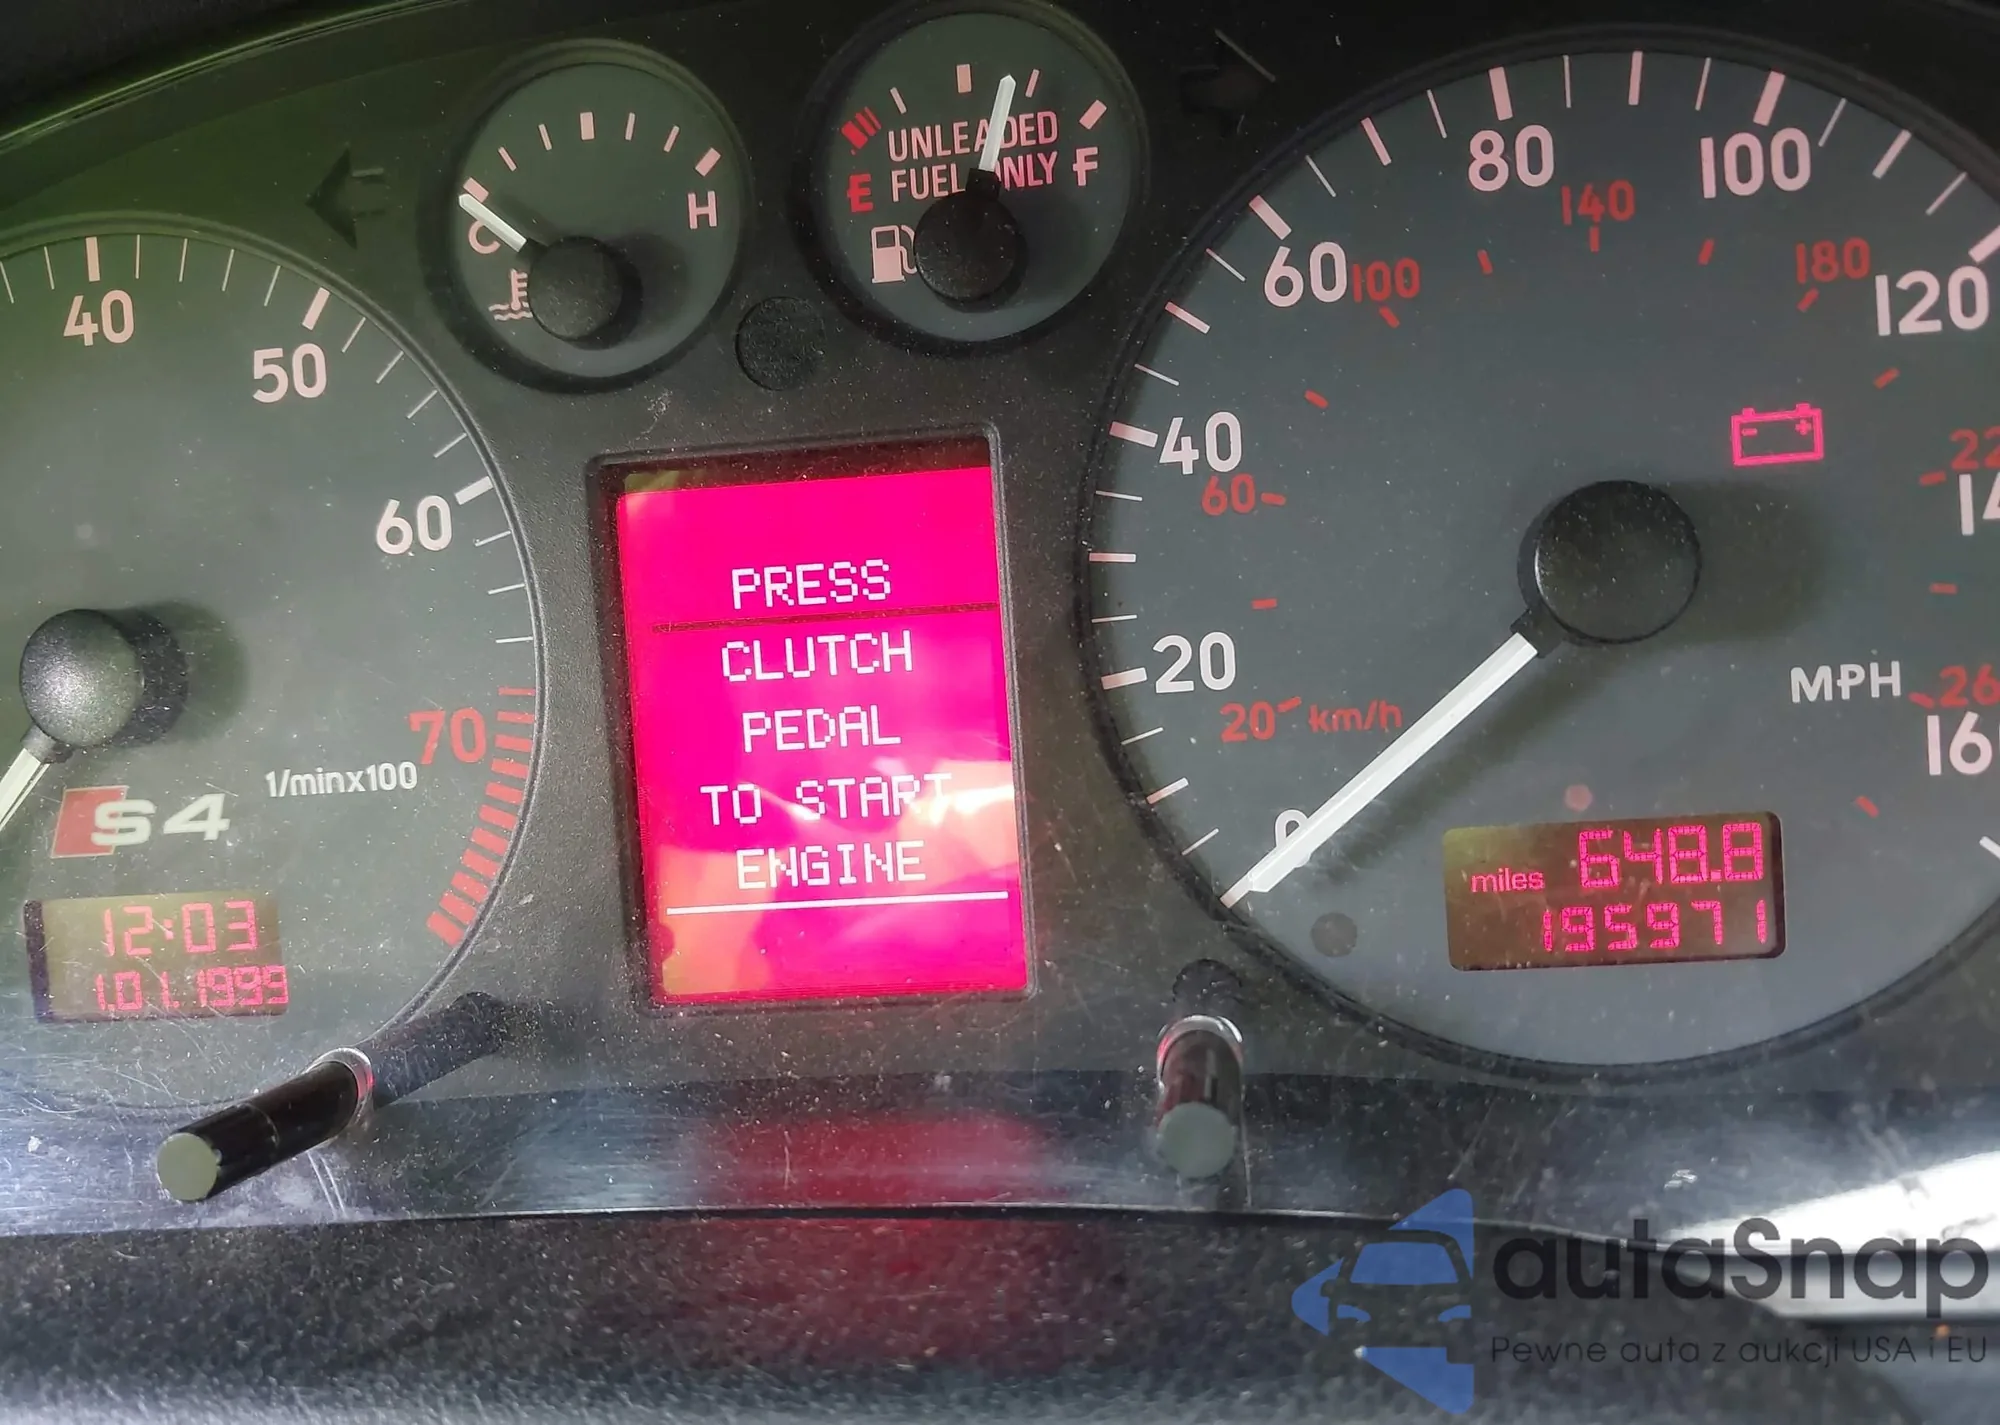 40
50
60
70
1/minx100
S4
12:03
1.01.1999
C
H
UNLEADED
FUEL ONLY
E
F
PRESS
CLUTCH
PEDAL
TO START
ENGINE
0
20
40
60
80
100
120
20 km/h
60
100
140
180
MPH
miles 648.8
195971
autaSnap
Pewne auta z aukcji USA i EU